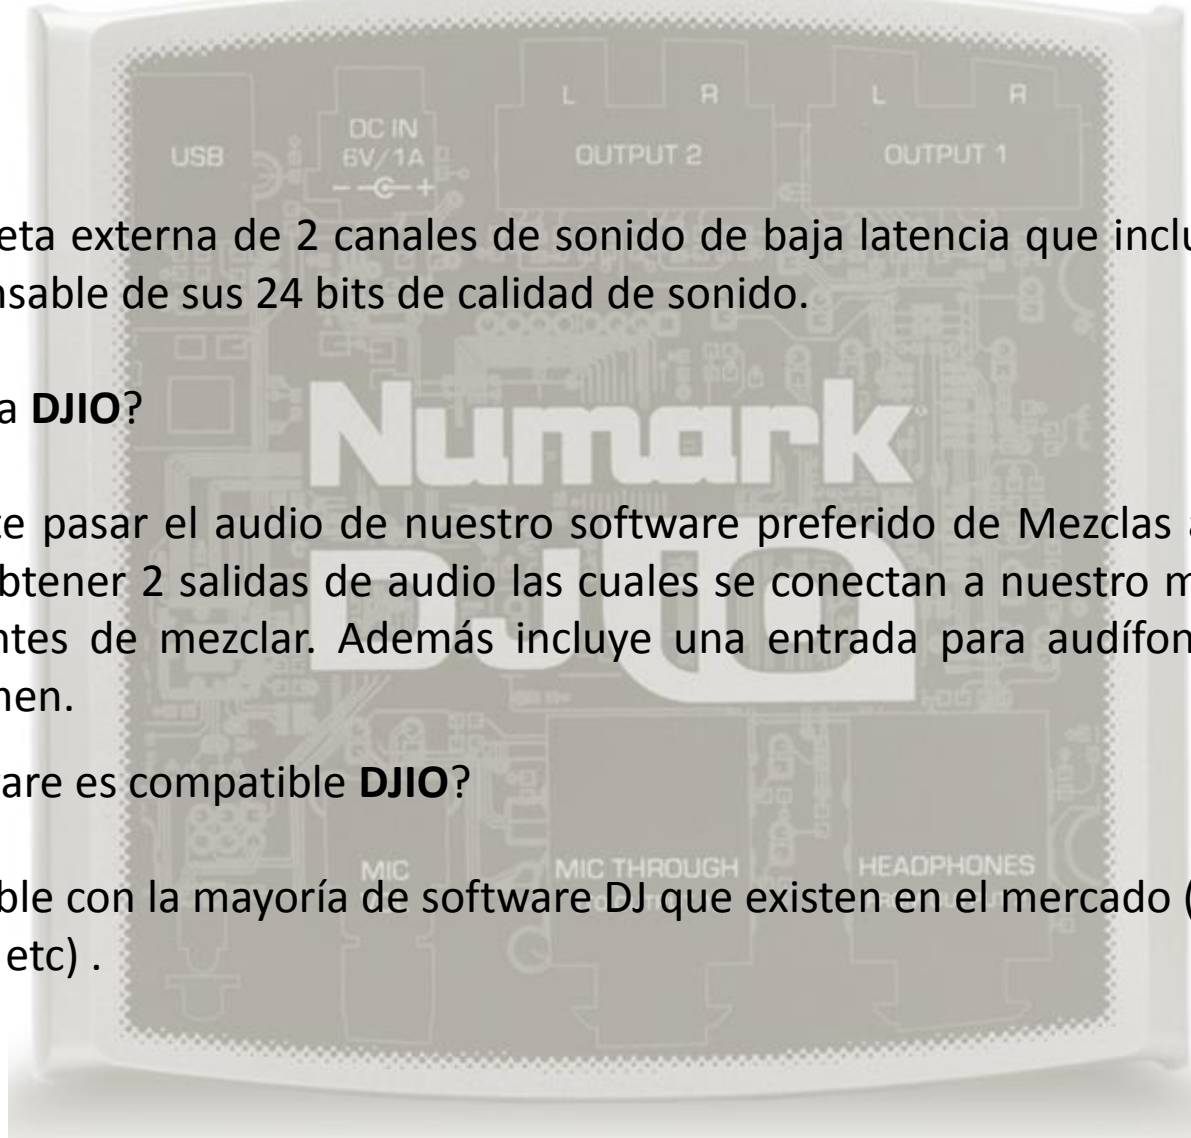 L R L R
DC IN
USB 6V/1A OUTPUT 2 OUTPUT 1
eta externa de 2 canales de sonido de baja latencia que inclu
nsable de sus 24 bits de calidad de sonido.
a DJIO?
Numark
te pasar el audio de nuestro software preferido de Mezclas a
btener 2 salidas de audio las cuales se conectan a nuestro m
ntes de mezclar. Además incluye una entrada para audífon
men.
DJ IO
are es compatible DJIO?
MIC MIC THROUGH HEADPHONES
ble con la mayoría de software DJ que existen en el mercado (
etc) .